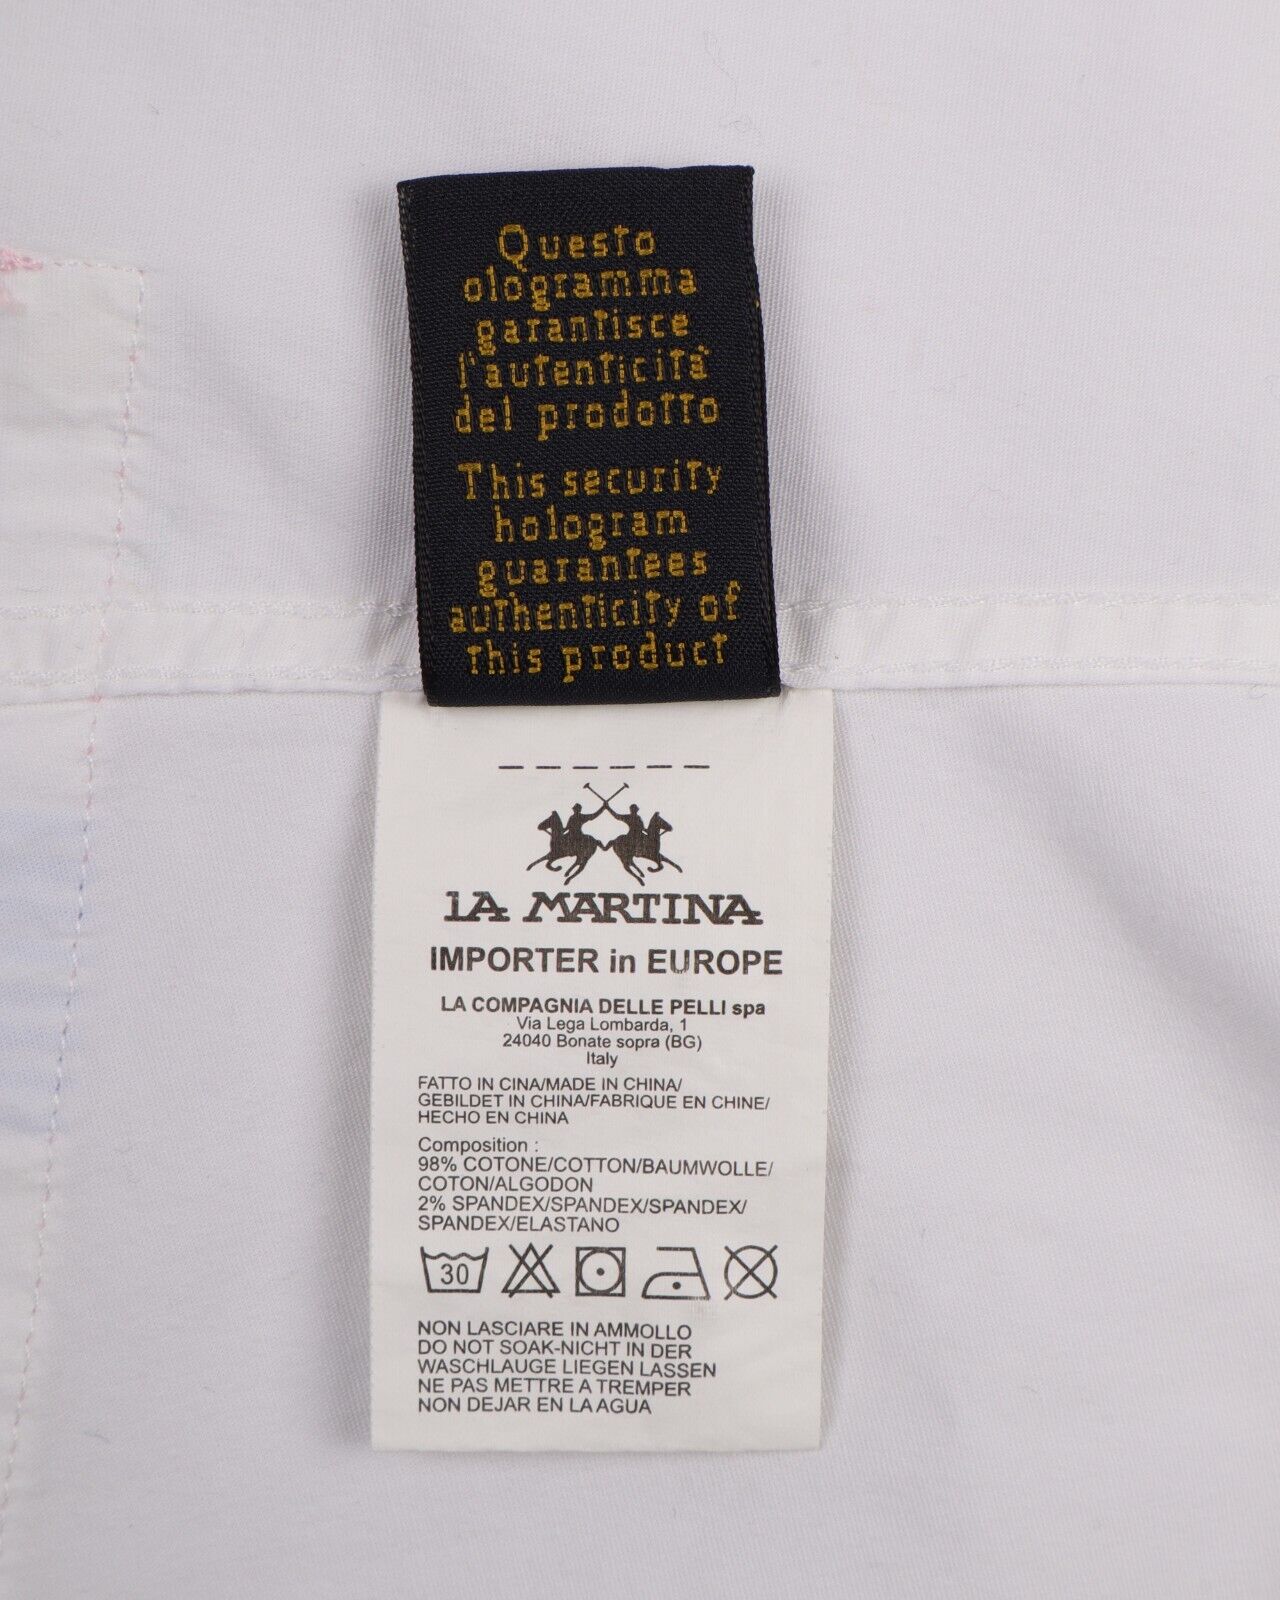 Questo
ologramma
garantisce
l'autenticità
del prodotto
This security
hologram
guarantees
authenticity of
this product
LA MARTINA
IMPORTER in EUROPE
LA COMPAGNIA DELLE PELLI spa
Via Lega Lombarda, 1
24040 Bonate sopra (BG)
Italy
FATTO IN CINA/MADE IN CHINA/
GEBILDET IN CHINA/FABRIQUE EN CHINE/
HECHO EN CHINA
Composition :
98% COTONE/COTTON/BAUMWOLLE/
COTON/ALGODON
2% SPANDEX/SPANDEX/SPANDEX/
SPANDEX/ELASTANO
30
NON LASCIARE IN AMMOLLO
DO NOT SOAK-NICHT IN DER
WASCHLAUGE LIEGEN LASSEN
NE PAS METTRE A TREMPER
NON DEJAR EN LA AGUA